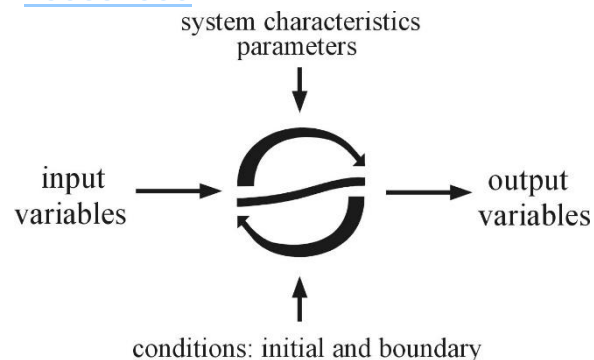 system characteristics
parameters
input
variables
output
variables
conditions: initial and boundary